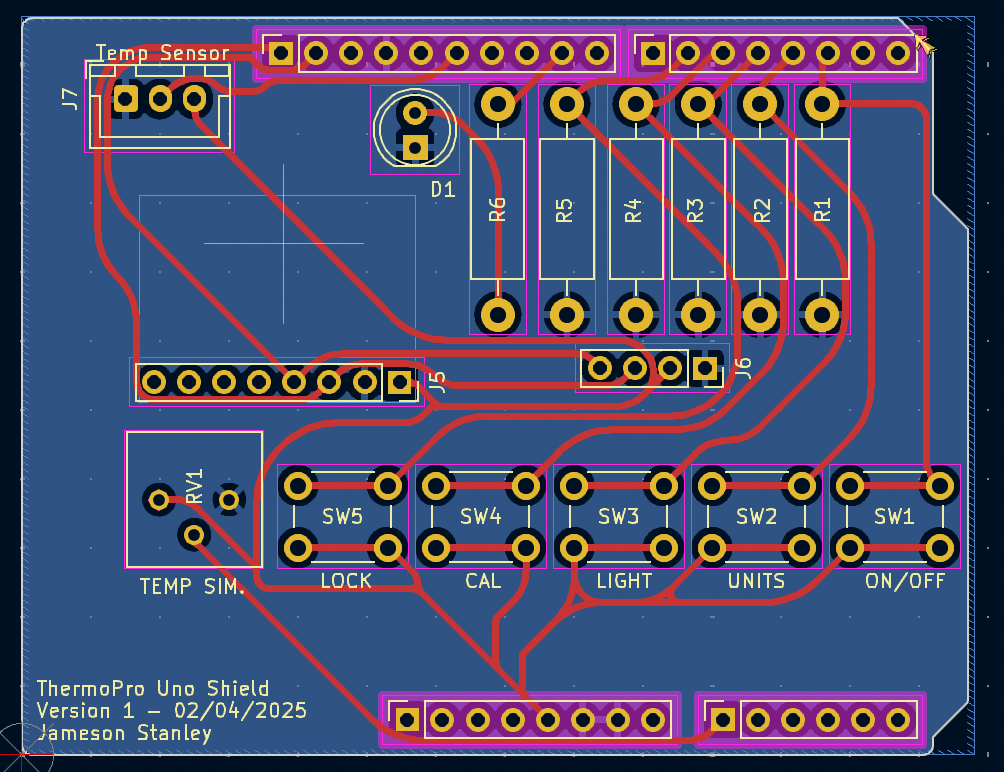 Temp Sensor
J7
D1
R6
R5
R4
R3
R2
R1
J5
J6
RV1
TEMP SIM.
SW5
SW4
SW3
SW2
SW1
LOCK
CAL
LIGHT
UNITS
ON/OFF
ThermoPro Uno Shield
Version 1 – 02/04/2025
Jameson Stanley